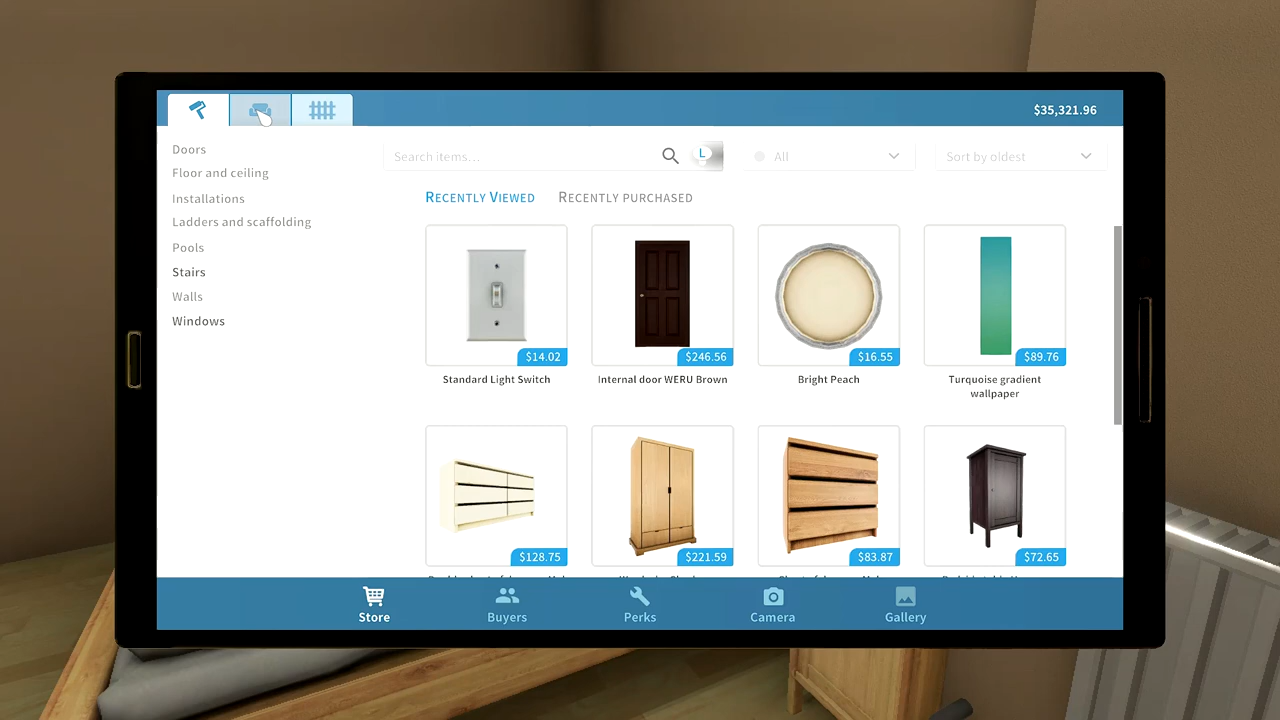 $35,321.96
Doors
Floor and ceiling
Installations
Ladders and scaffolding
Pools
Stairs
Walls
Windows
Search items...
L
All
Sort by oldest
RECENTLY VIEWED
RECENTLY PURCHASED
$14.02
Standard Light Switch
$246.56
Internal door WERU Brown
$16.55
Bright Peach
$89.76
Turquoise gradient
wallpaper
$128.75
$221.59
$83.87
$72.65
Store
Buyers
Perks
Camera
Gallery